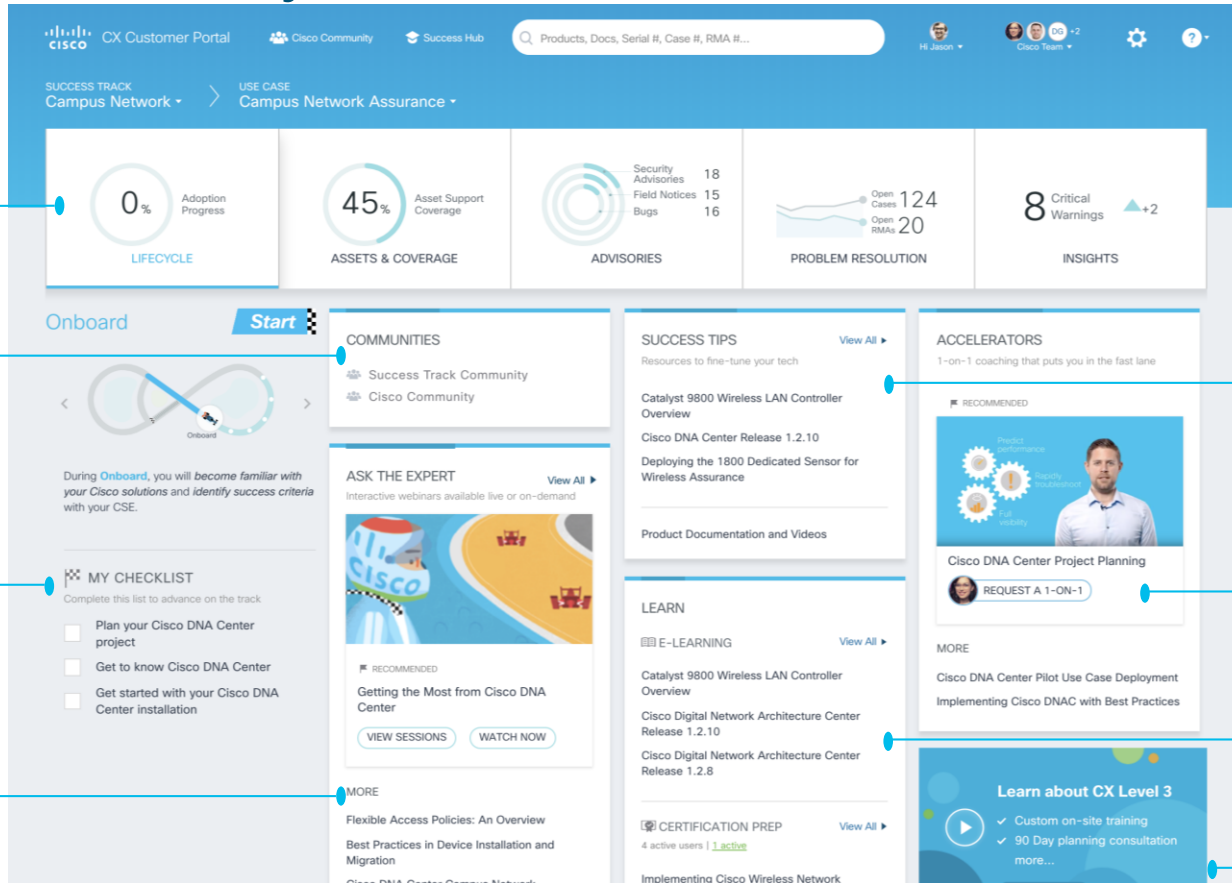 CISCO
CX Customer Portal
Cisco Community
Success Hub
Products, Docs, Serial #, Case #, RMA #...
Hi Jason
DG
+2
Cisco Team
?
SUCCESS TRACK
Campus Network
USE CASE
Campus Network Assurance
0%
Adoption
Progress
LIFECYCLE
45%
Asset Support
Coverage
ASSETS & COVERAGE
Security
Advisories 18
Field Notices 15
Bugs 16
ADVISORIES
Open
Cases 124
Open
RMAs 20
PROBLEM RESOLUTION
8 Critical
Warnings
+2
INSIGHTS
Onboard
Start
Onboard
During Onboard, you will become familiar with
your Cisco solutions and identify success criteria
with your CSE.
MY CHECKLIST
Complete this list to advance on the track
Plan your Cisco DNA Center
project
Get to know Cisco DNA Center
Get started with your Cisco DNA
Center installation
COMMUNITIES
Success Track Community
Cisco Community
ASK THE EXPERT
View All
Interactive webinars available live or on-demand
CISCO
RECOMMENDED
Getting the Most from Cisco DNA
Center
VIEW SESSIONS
WATCH NOW
MORE
Flexible Access Policies: An Overview
Best Practices in Device Installation and
Migration
Cisco DNA Center Campus Network
SUCCESS TIPS
View All
Resources to fine-tune your tech
Catalyst 9800 Wireless LAN Controller
Overview
Cisco DNA Center Release 1.2.10
Deploying the 1800 Dedicated Sensor for
Wireless Assurance
Product Documentation and Videos
LEARN
E-LEARNING
View All
Catalyst 9800 Wireless LAN Controller
Overview
Cisco Digital Network Architecture Center
Release 1.2.10
Cisco Digital Network Architecture Center
Release 1.2.8
CERTIFICATION PREP
View All
4 active users | 1 active
Implementing Cisco Wireless Network
ACCELERATORS
1-on-1 coaching that puts you in the fast lane
RECOMMENDED
Predict
performance
Rapidly
troubleshoot
Full
visibility
Cisco DNA Center Project Planning
REQUEST A 1-ON-1
MORE
Cisco DNA Center Pilot Use Case Deployment
Implementing Cisco DNAC with Best Practices
Learn about CX Level 3
Custom on-site training
90 Day planning consultation
more...